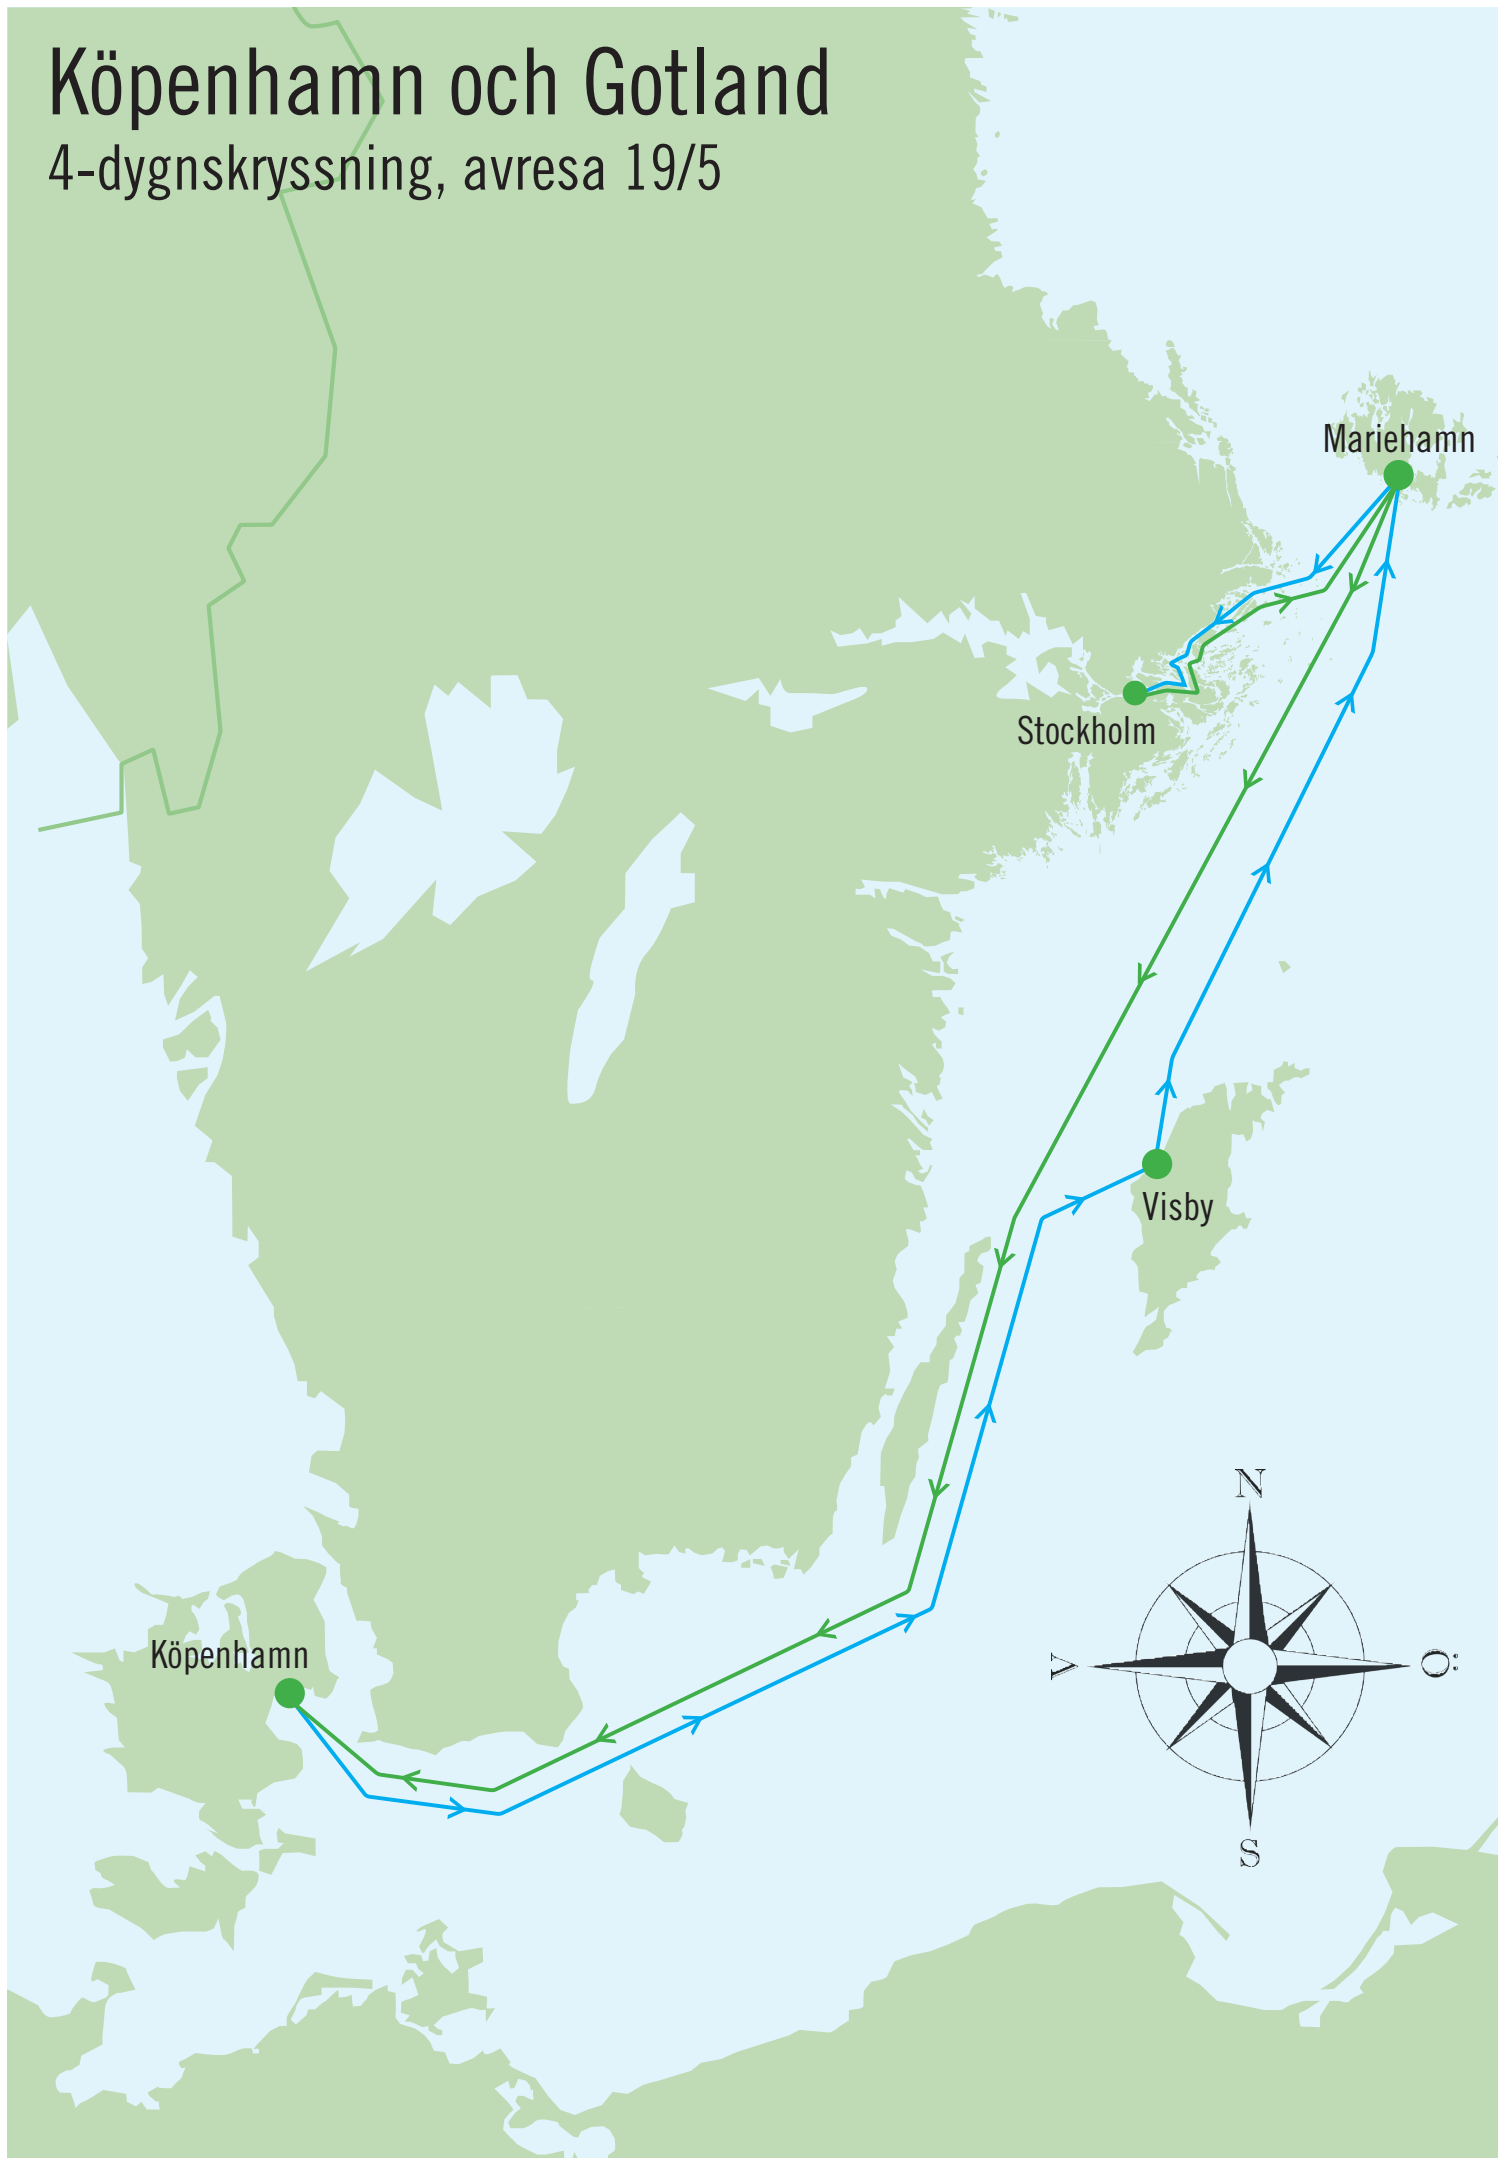 Köpenhamn och Gotland
4-dygnskryssning, avresa 19/5
Mariehamn
Stockholm
Visby
N
V
Ö
S
Köpenhamn